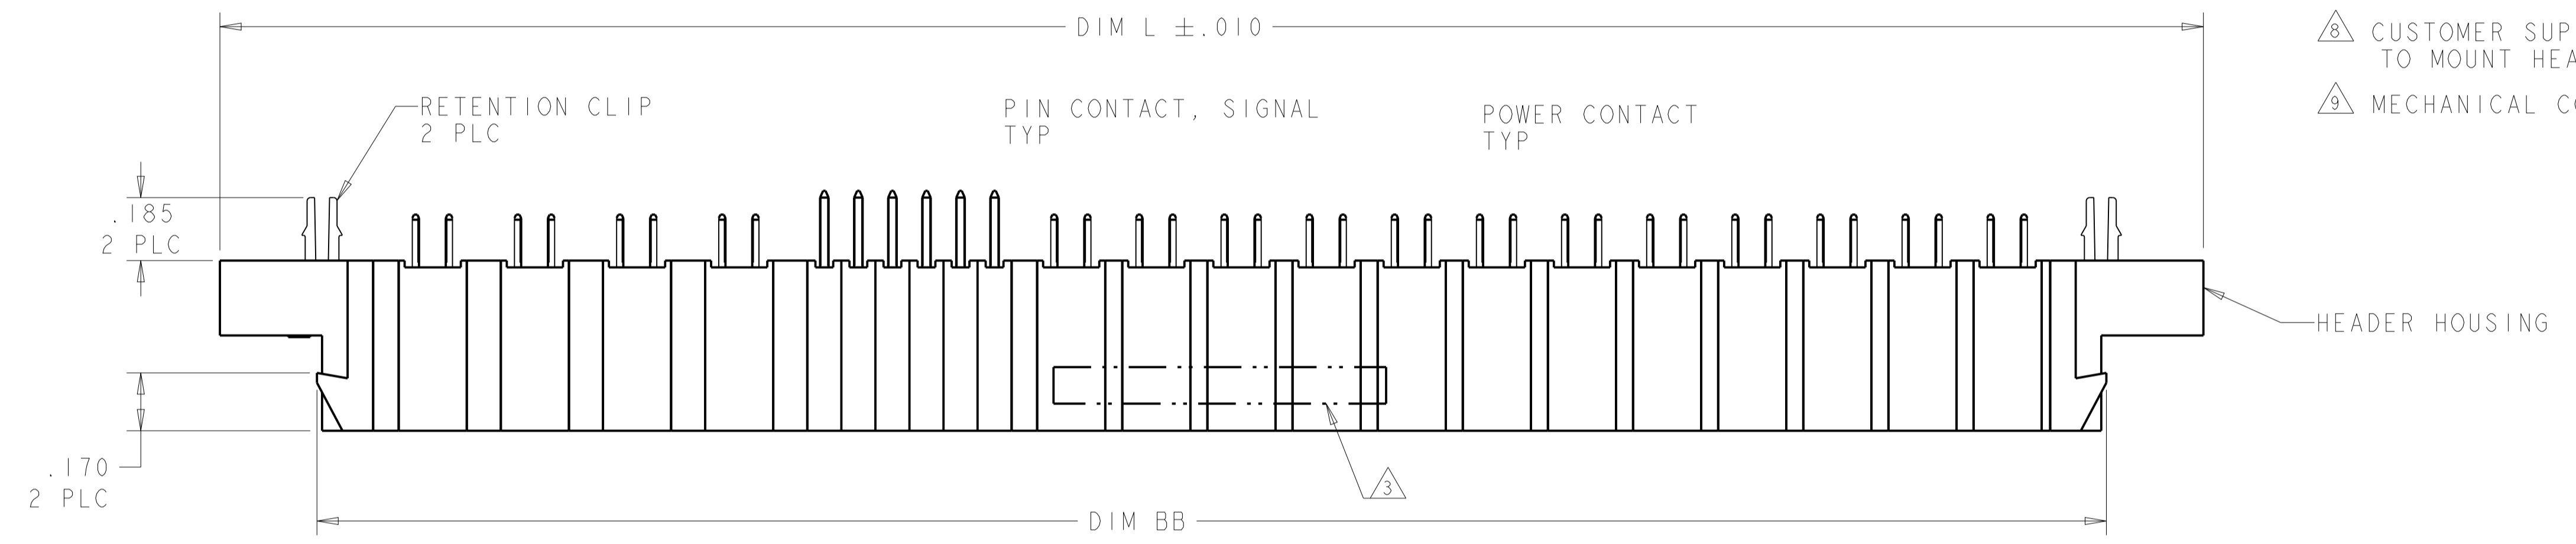 DIM L ±.010
8 CUSTOMER SUP
TO MOUNT HEA
9 MECHANICAL CO
RETENTION CLIP
2 PLC
PIN CONTACT, SIGNAL
TYP
POWER CONTACT
TYP
.185
2 PLC
HEADER HOUSING
.170
2 PLC
3
DIM BB